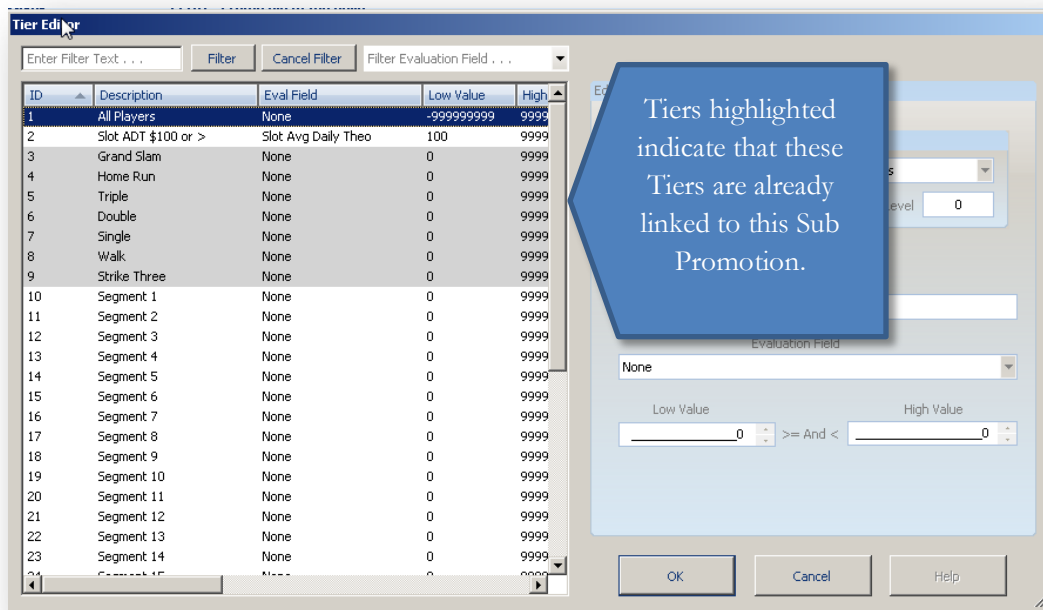 Tier Editor
Enter Filter Text . . . Filter Cancel Filter Filter Evaluation Field . . .
ID Description Eval Field Low Value High
1 All Players None -999999999 9999
2 Slot ADT $100 or > Slot Avg Daily Theo 100 9999
3 Grand Slam None 0 9999
4 Home Run None 0 9999
5 Triple None 0 9999
6 Double None 0 9999
7 Single None 0 9999
8 Walk None 0 9999
9 Strike Three None 0 9999
10 Segment 1 None 0 9999
11 Segment 2 None 0 9999
12 Segment 3 None 0 9999
13 Segment 4 None 0 9999
14 Segment 5 None 0 9999
15 Segment 6 None 0 9999
16 Segment 7 None 0 9999
17 Segment 8 None 0 9999
18 Segment 9 None 0 9999
19 Segment 10 None 0 9999
20 Segment 11 None 0 9999
21 Segment 12 None 0 9999
22 Segment 13 None 0 9999
23 Segment 14 None 0 9999
Tiers highlighted
indicate that these
Tiers are already
linked to this Sub
Promotion.
0
Evaluation Field
None
Low Value High Value
0 >= And < 0
OK Cancel Help